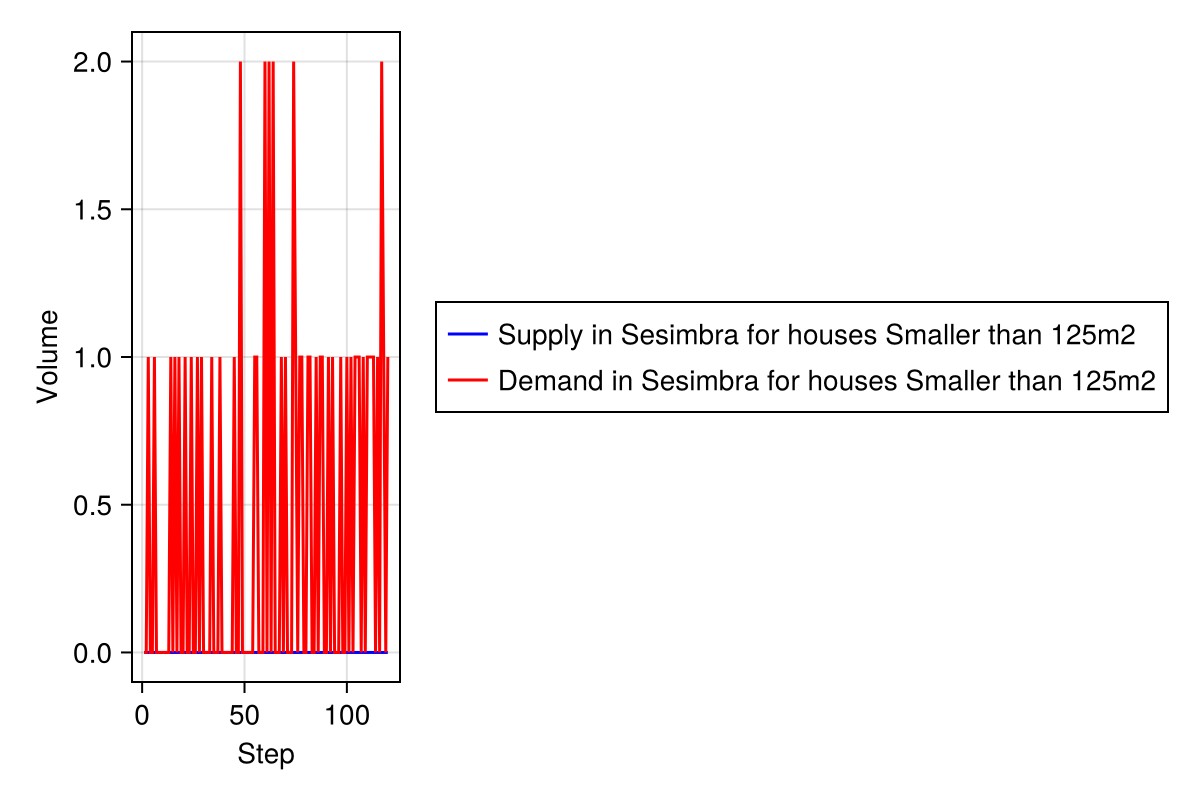 2.0
1.5
1.0
0.5
0.0
Volume
0 50 100
Step
Supply in Sesimbra for houses Smaller than 125m2
Demand in Sesimbra for houses Smaller than 125m2